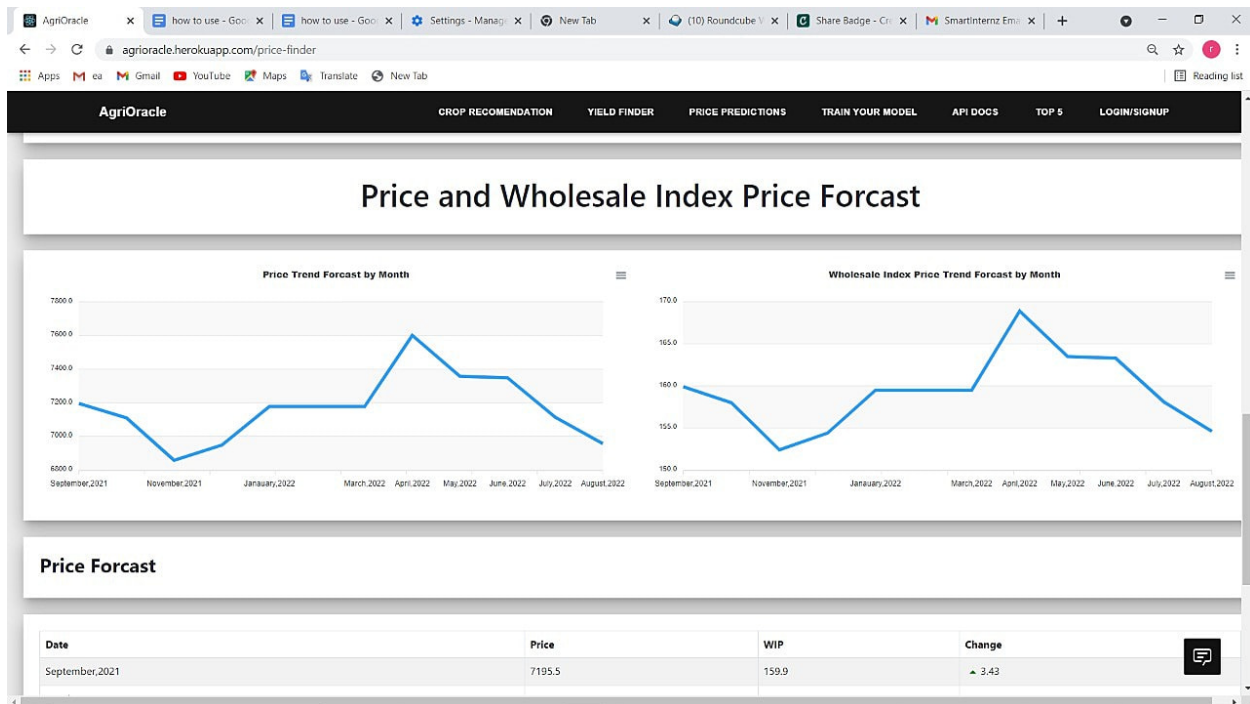 AgriOracle
how to use - Goo
how to use - Goo
Settings - Manage
New Tab
(10) Roundcube
Share Badge - Cre
SmartInternz Ema
agrioracle.herokuapp.com/price-finder
r
Apps ea Gmail YouTube Maps Translate New Tab Reading list
AgriOracle CROP RECOMENDATION YIELD FINDER PRICE PREDICTIONS TRAIN YOUR MODEL API DOCS TOP 5 LOGIN/SIGNUP
Price and Wholesale Index Price Forcast
Price Trend Forcast by Month
7800.0
7600.0
7400.0
7200.0
7000.0
6800.0
September,2021 November,2021 Janauary,2022 March,2022 April,2022 May,2022 June,2022 July,2022 August,2022
Wholesale Index Price Trend Forcast by Month
170.0
165.0
160.0
155.0
150.0
September,2021 November,2021 Janauary,2022 March,2022 April,2022 May,2022 June,2022 July,2022 August,2022
Price Forcast
Date Price WIP Change
September,2021 7195.5 159.9 ▲ 3.43